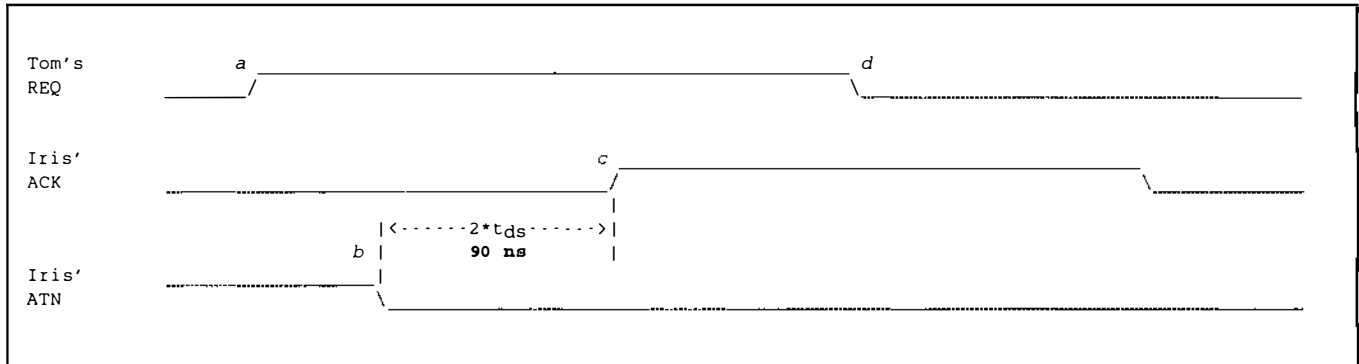 Tom's a d
REQ
Iris' c
ACK
|<------2*tds------>|
b | 90 ns |
Iris'
ATN